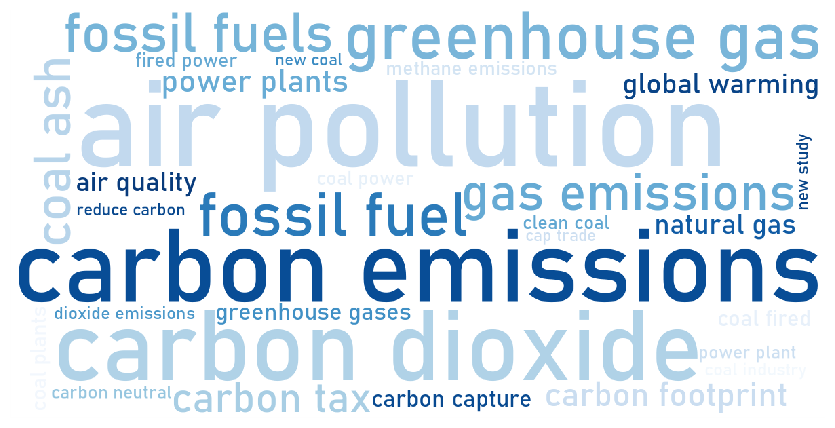 fossil fuels
greenhouse gas
fired power
new coal
methane emissions
power plants
global warming
coal ash
air pollution
new study
coal power
air quality
gas emissions
reduce carbon
fossil fuel
clean coal
natural gas
cap trade
carbon emissions
dioxide emissions
greenhouse gases
coal plants
coal fired
carbon dioxide
power plant
coal industry
carbon neutral
carbon tax
carbon capture
carbon footprint